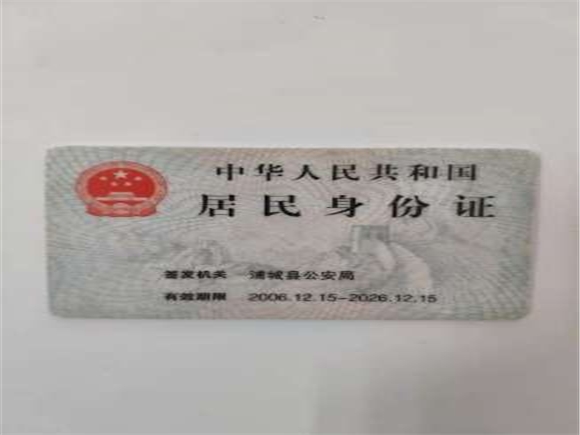 中华人民共和国
居民身份证
签发机关 浦城县公安局
有效期限 2006.12.15-2026.12.15